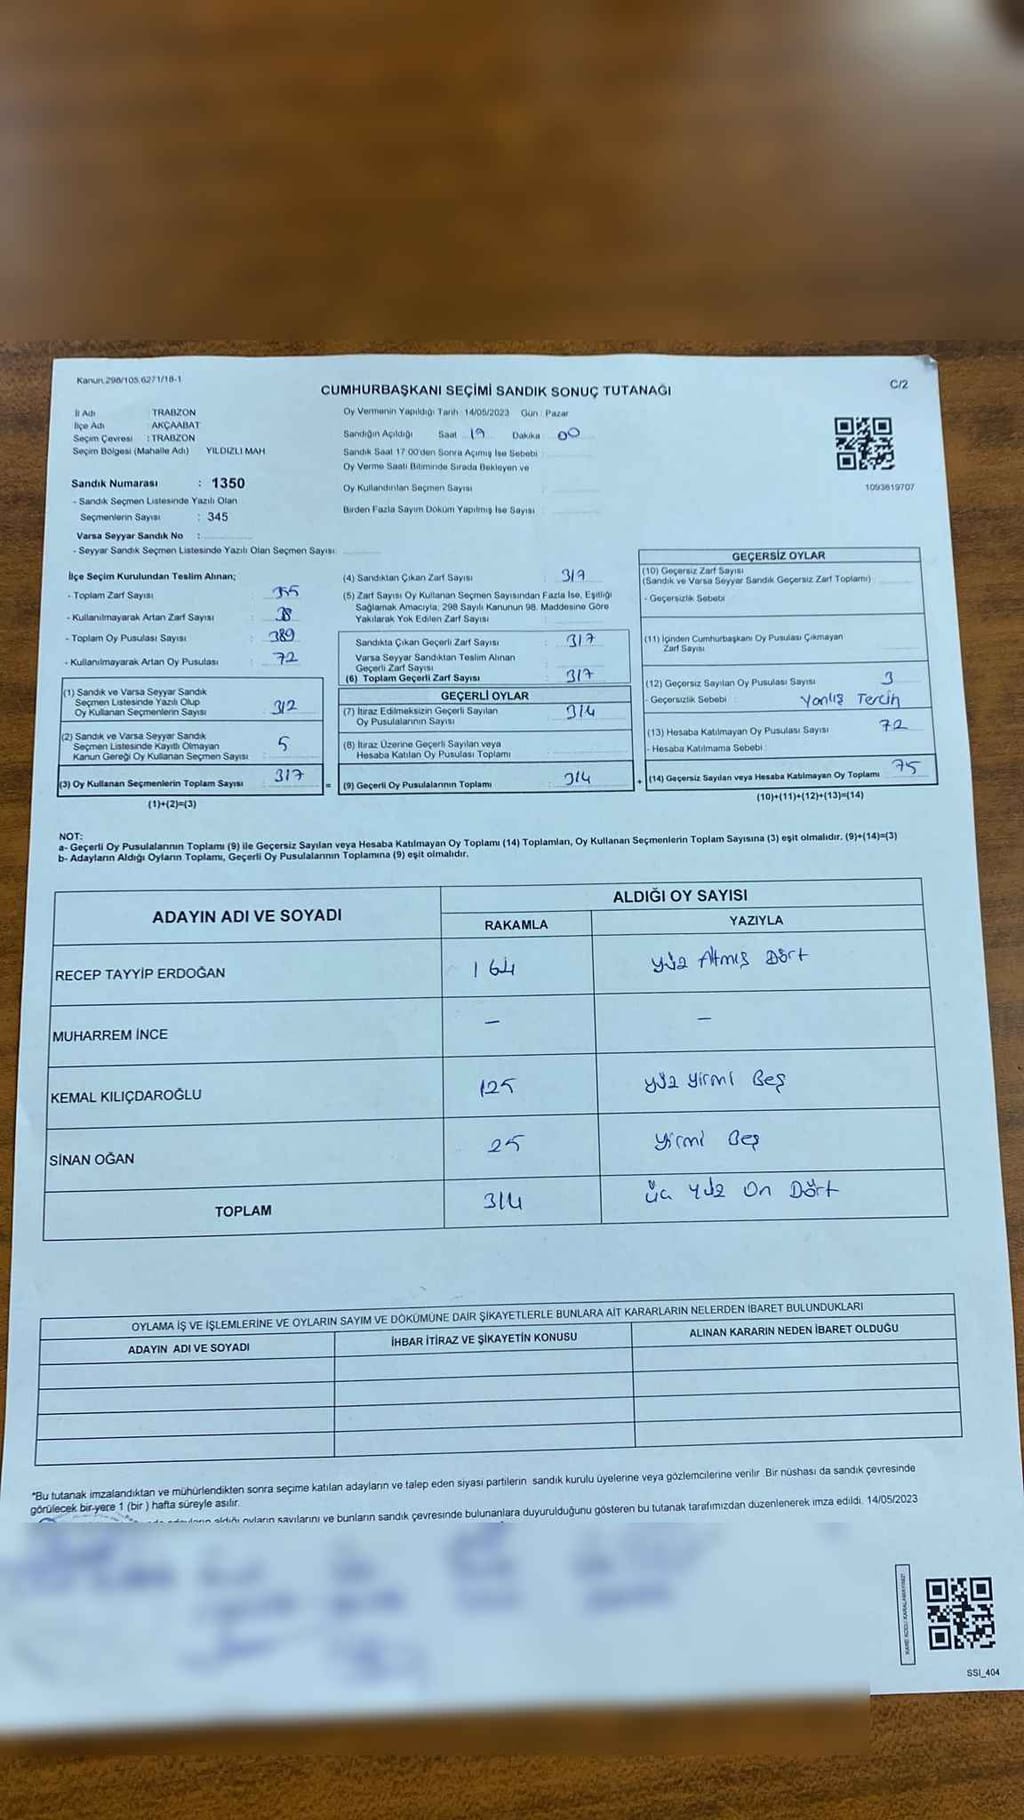 Kanun.298/105.6271/18-1
C/2
CUMHURBAŞKANI SEÇİMİ SANDIK SONUÇ TUTANAĞI
İl Adı TRABZON
İlçe Adı : AKÇAABAT
Seçim Çevresi : TRABZON
Seçim Bölgesi (Mahalle Adı) YILDIZLI MAH
Sandık Numarası : 1350
- Sandık Seçmen Listesinde Yazılı Olan
Seçmenlerin Sayısı : 345
Varsa Seyyar Sandık No :
- Seyyar Sandık Seçmen Listesinde Yazılı Olan Seçmen Sayısı:
Oy Vermenin Yapıldığı Tarih: 14/05/2023 Gün : Pazar
Sandığın Açıldığı Saat 19 Dakika 00
Sandık Saat 17:00'den Sonra Açılmış İse Sebebi
Oy Verme Saati Bitiminde Sırada Bekleyen ve
Oy Kullandırılan Seçmen Sayısı
Birden Fazla Sayım Döküm Yapılmış İse Sayısı
1093619707
İlçe Seçim Kurulundan Teslim Alınan;
- Toplam Zarf Sayısı : 355
- Kullanılmayarak Artan Zarf Sayısı : 38
- Toplam Oy Pusulası Sayısı : 389
- Kullanılmayarak Artan Oy Pusulası : 72
(1) Sandık ve Varsa Seyyar Sandık
Seçmen Listesinde Yazılı Olup
Oy Kullanan Seçmenlerin Sayısı 312
(2) Sandık ve Varsa Seyyar Sandık
Seçmen Listesinde Kayıtlı Olmayan
Kanun Gereği Oy Kullanan Seçmen Sayısı 5
(3) Oy Kullanan Seçmenlerin Toplam Sayısı 317
(1)+(2)=(3)
(4) Sandıktan Çıkan Zarf Sayısı : 317
(5) Zarf Sayısı Oy Kullanan Seçmen Sayısından Fazla İse, Eşitliği
Sağlamak Amacıyla, 298 Sayılı Kanunun 98. Maddesine Göre
Yakılarak Yok Edilen Zarf Sayısı
Sandıkta Çıkan Geçerli Zarf Sayısı : 317
Varsa Seyyar Sandıktan Teslim Alınan
Geçerli Zarf Sayısı
(6) Toplam Geçerli Zarf Sayısı 317
GEÇERLİ OYLAR
(7) İtiraz Edilmeksizin Geçerli Sayılan
Oy Pusulalarının Sayısı 314
(8) İtiraz Üzerine Geçerli Sayılan veya
Hesaba Katılan Oy Pusulası Toplamı
= (9) Geçerli Oy Pusulalarının Toplamı 314 +
GEÇERSİZ OYLAR
(10) Geçersiz Zarf Sayısı
(Sandık ve Varsa Seyyar Sandık Geçersiz Zarf Toplamı)
- Geçersizlik Sebebi
(11) İçinden Cumhurbaşkanı Oy Pusulası Çıkmayan
Zarf Sayısı
(12) Geçersiz Sayılan Oy Pusulası Sayısı 3
- Geçersizlik Sebebi : Yanlış Tercih
(13) Hesaba Katılmayan Oy Pusulası Sayısı 72
- Hesaba Katılmama Sebebi
(14) Geçersiz Sayılan veya Hesaba Katılmayan Oy Toplamı 75
(10)+(11)+(12)+(13)=(14)
NOT:
a- Geçerli Oy Pusulalarının Toplamı (9) ile Geçersiz Sayılan veya Hesaba Katılmayan Oy Toplamı (14) Toplamları, Oy Kullanan Seçmenlerin Toplam Sayısına (3) eşit olmalıdır. (9)+(14)=(3)
b- Adayların Aldığı Oyların Toplamı, Geçerli Oy Pusulalarının Toplamına (9) eşit olmalıdır.
ADAYIN ADI VE SOYADI
ALDIĞI OY SAYISI
RAKAMLA YAZIYLA
RECEP TAYYİP ERDOĞAN 164 Yüz Altmış Dört
MUHARREM İNCE – –
KEMAL KILIÇDAROĞLU 125 Yüz Yirmi Beş
SİNAN OĞAN 25 Yirmi Beş
TOPLAM 314 Üç Yüz On Dört
OYLAMA İŞ VE İŞLEMLERİNE VE OYLARIN SAYIM VE DÖKÜMÜNE DAİR ŞİKAYETLERLE BUNLARA AİT KARARLARIN NELERDEN İBARET BULUNDUKLARI
ADAYIN ADI VE SOYADI İHBAR İTİRAZ VE ŞİKAYETİN KONUSU ALINAN KARARIN NEDEN İBARET OLDUĞU
*Bu tutanak imzalandıktan ve mühürlendikten sonra seçime katılan adayların ve talep eden siyasi partilerin sandık kurulu üyelerine veya gözlemcilerine verilir. Bir nüshası da sandık çevresinde
görülecek bir yere 1 (bir ) hafta süreyle asılır.
aldığı oyların sayılarını ve bunların sandık çevresinde bulunanlara duyurulduğunu gösteren bu tutanak tarafımızdan düzenlenerek imza edildi. 14/05/2023
SSI_404